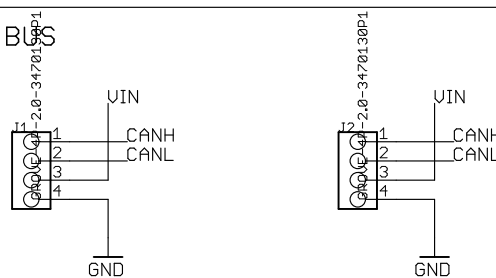 BUS
GROVE-4P-2.0-3470130P1
J1
VIN
1 CANH
2 CANL
3
4
GND
GROVE-4P-2.0-3470130P1
J2
VIN
1 CANH
2 CANL
3
4
GND